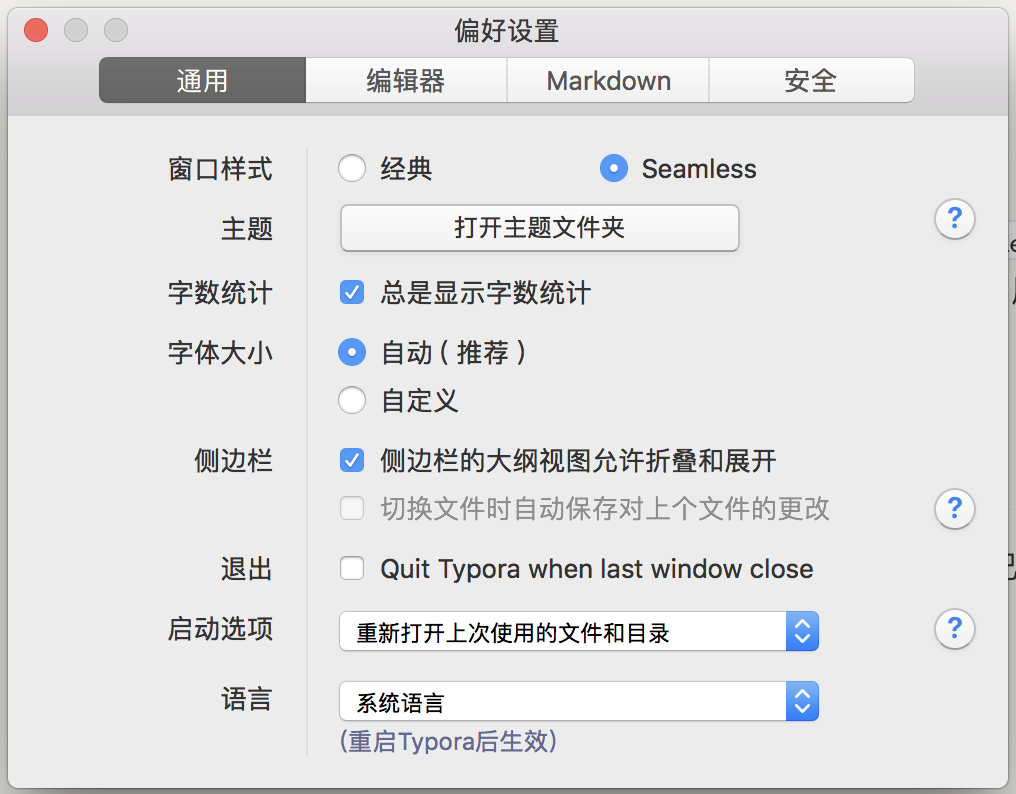 偏好设置
通用 编辑器 Markdown 安全
窗口样式 经典 Seamless
主题 打开主题文件夹 ?
字数统计 总是显示字数统计
字体大小 自动 ( 推荐 )
自定义
侧边栏 侧边栏的大纲视图允许折叠和展开
切换文件时自动保存对上个文件的更改 ?
退出 Quit Typora when last window close
启动选项 重新打开上次使用的文件和目录 ?
语言 系统语言
(重启Typora后生效)